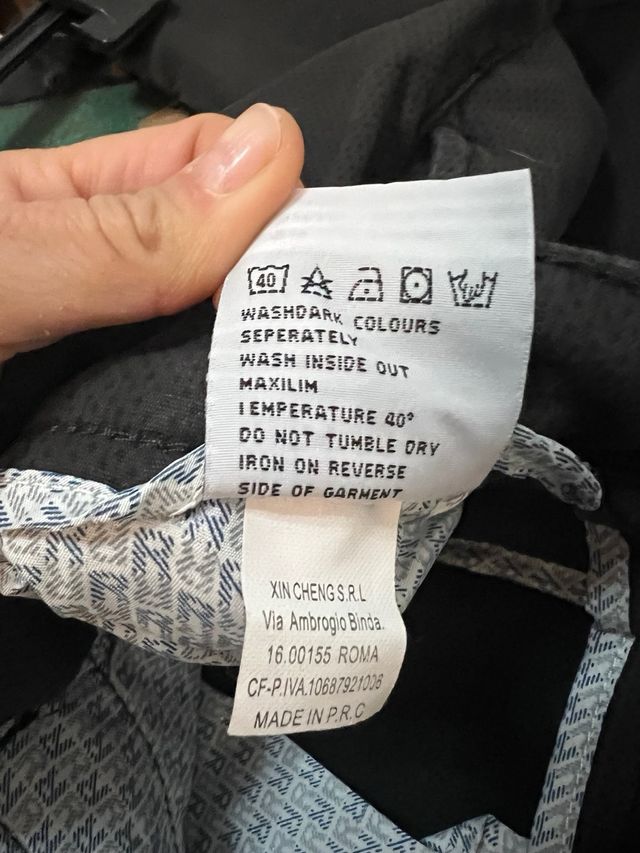 40
WASHDARK COLOURS
SEPERATELY
WASH INSIDE OUT
MAXILIM
TEMPERATURE 40°
DO NOT TUMBLE DRY
IRON ON REVERSE
SIDE OF GARMENT
XIN CHENG S.R.L
Via Ambrogio Binda.
16.00155 ROMA
CF-P.IVA.10687921006
MADE IN P.R.C